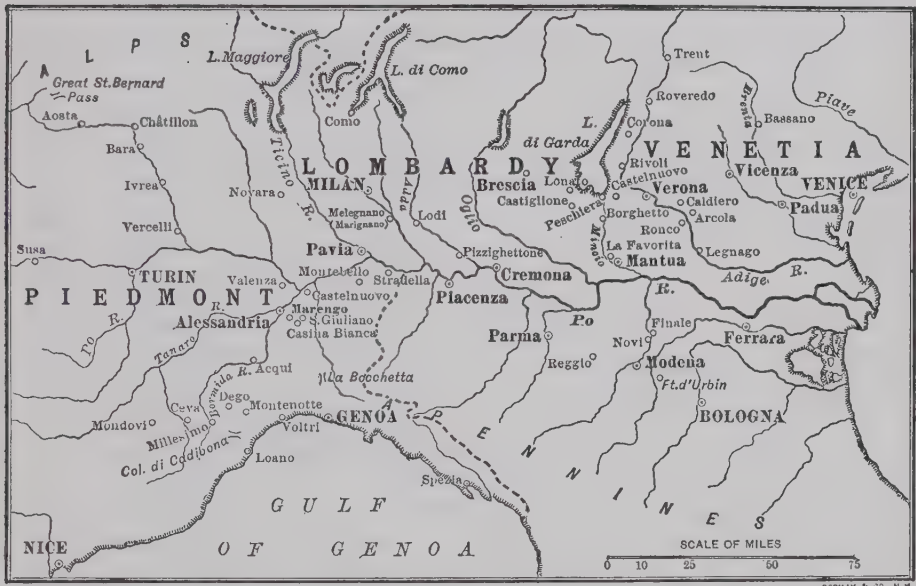 ALPS
Great St. Bernard
Pass
Aosta
Châtillon
Bara
Ivrea
Vercelli
Susa
TURIN
PIEDMONT
Po R.
L. Maggiore
L. di Como
Como
Ticino R.
LOMBARDY
MILAN
Novara
Adda
Melegnano
(Marignano)
Lodi
Pavia
Oglio
Brescia
L.
di Garda
Lona
Castiglione
Peschiera
Trent
Roveredo
Corona
Rivoli
Castelnuovo
Verona
Borghetto
Mincio
La Favorita
Mantua
VENETIA
Brenta
Bassano
Piave
Vicenza
VENICE
Padua
Caldiero
Arcola
Ronco
Legnago
Adige R.
Valenza
Montebello
Stradella
Castelnuovo
Alessandria
Marengo
S. Giuliano
Casina Bianca
Tanaro R.
Pizzighettone
Cremona
Piacenza
Po R.
Parma
Reggio
Finale
Novi
Modena
Ft. d'Urbin
Ferrara
BOLOGNA
Bormida R.
Acqui
La Bocchetta
Ceva
Dego
Montenotte
Mondovi
Millesimo
Col. di Cadibona
Voltri
GENOA
Loano
Spezia
APENNINES
NICE
GULF
OF GENOA
SCALE OF MILES
0 10 25 50 75